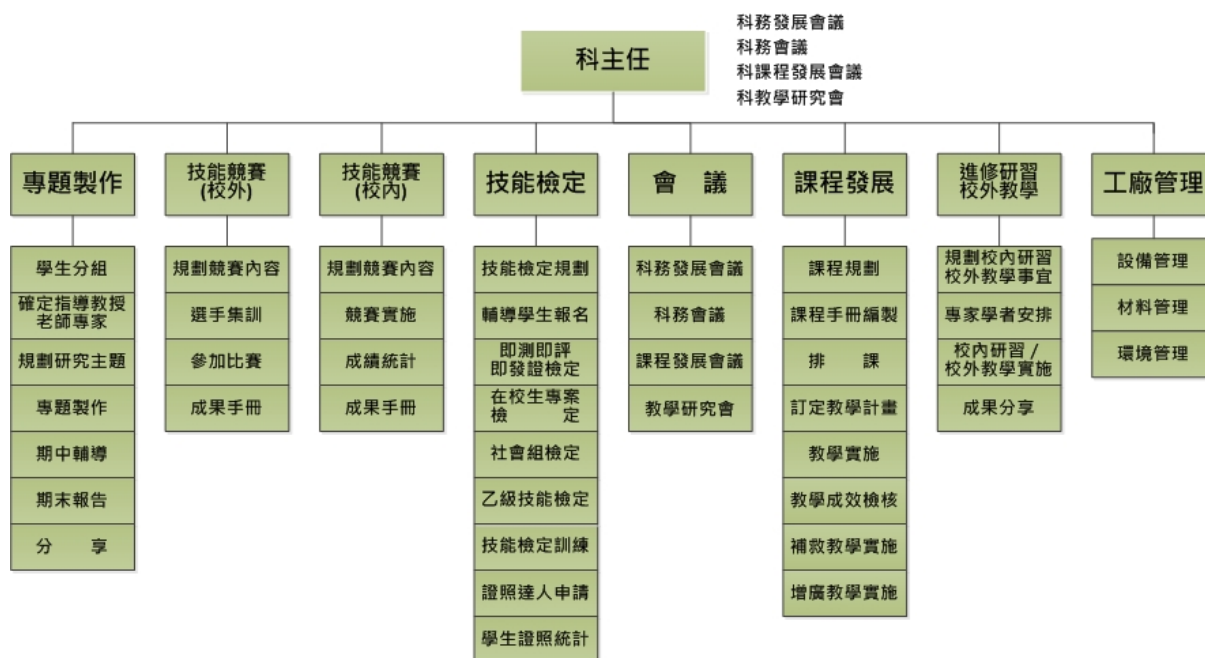 科主任
科務發展會議
科務會議
科課程發展會議
科教學研究會
專題製作
學生分組
確定指導教授
老師專家
規劃研究主題
專題製作
期中輔導
期末報告
分　　享
技能競賽
(校外)
規劃競賽內容
選手集訓
參加比賽
成果手冊
技能競賽
(校內)
規劃競賽內容
競賽實施
成績統計
成果手冊
技能檢定
技能檢定規劃
輔導學生報名
即測即評
即發證檢定
在校生專案
檢　　定
社會組檢定
乙級技能檢定
技能檢定訓練
證照達人申請
學生證照統計
會　議
科務發展會議
科務會議
課程發展會議
教學研究會
課程發展
課程規劃
課程手冊編製
排　　課
訂定教學計畫
教學實施
教學成效檢核
補救教學實施
增廣教學實施
進修研習
校外教學
規劃校內研習
校外教學事宜
專家學者安排
校內研習 /
校外教學實施
成果分享
工廠管理
設備管理
材料管理
環境管理